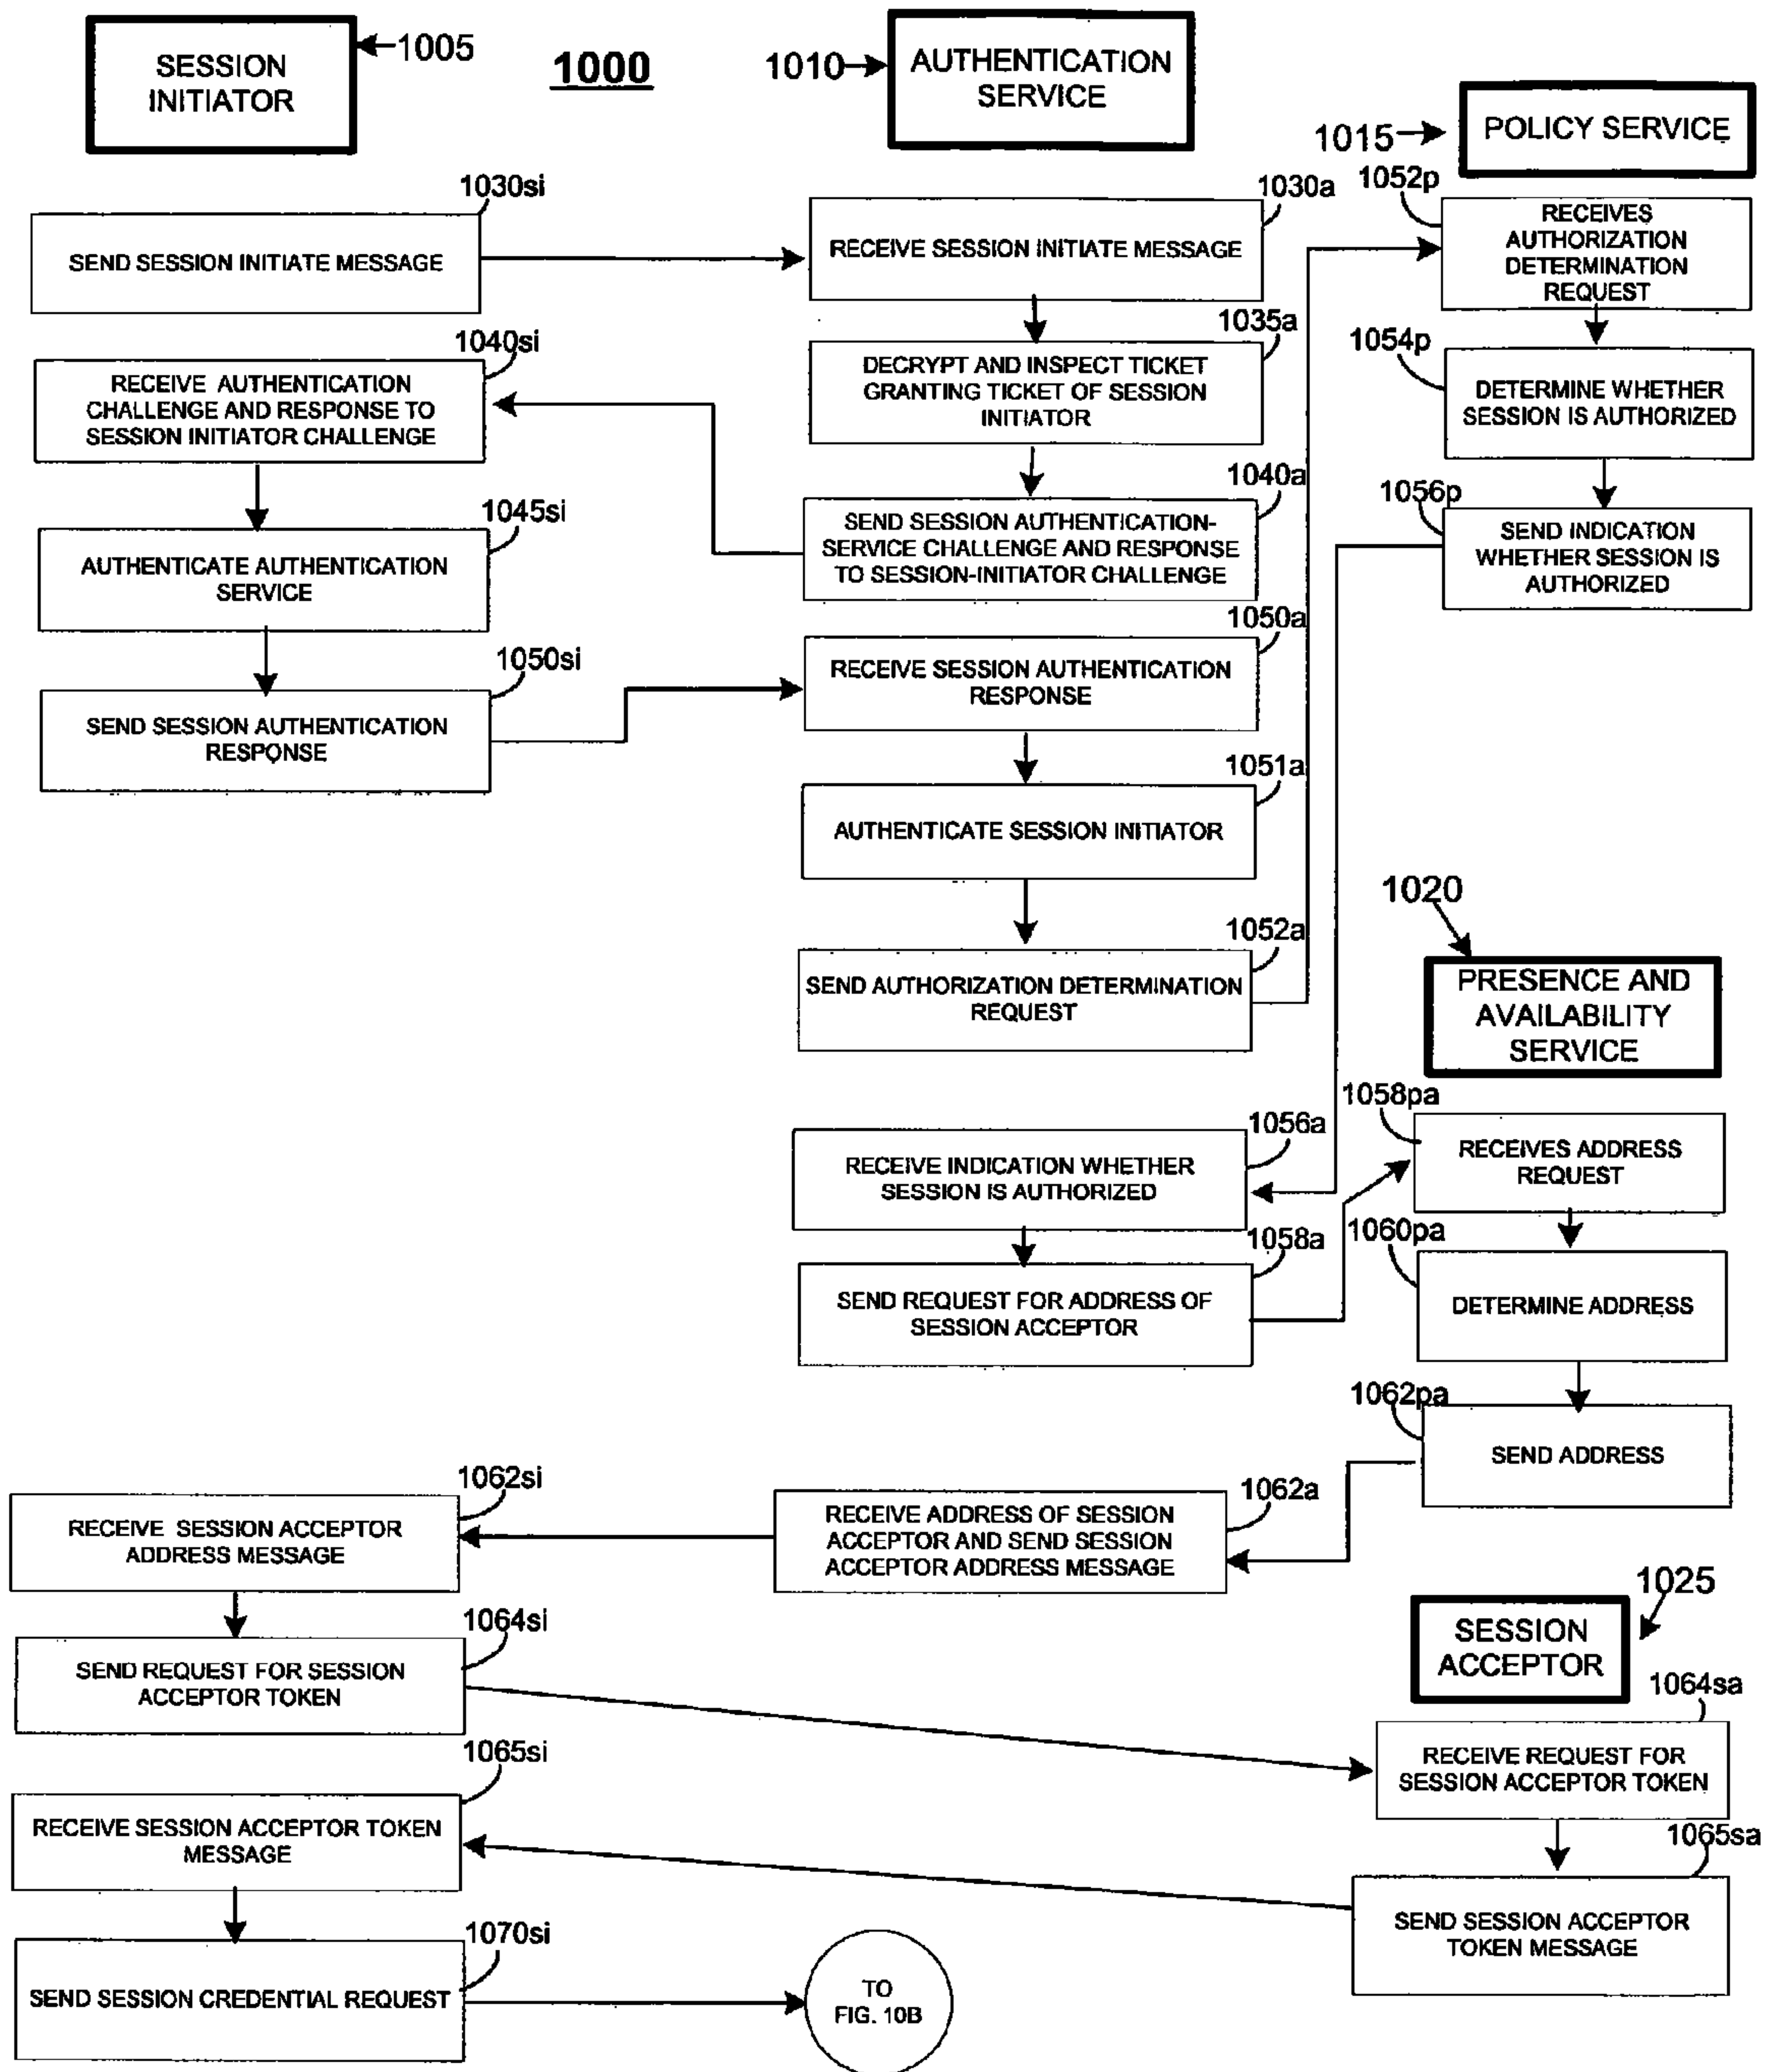 SESSION
INITIATOR
1005
1000
1010
AUTHENTICATION
SERVICE
1015
POLICY SERVICE
1030si
SEND SESSION INITIATE MESSAGE
1030a
RECEIVE SESSION INITIATE MESSAGE
1052p
RECEIVES
AUTHORIZATION
DETERMINATION
REQUEST
1035a
DECRYPT AND INSPECT TICKET
GRANTING TICKET OF SESSION
INITIATOR
1040si
RECEIVE AUTHENTICATION
CHALLENGE AND RESPONSE TO
SESSION INITIATOR CHALLENGE
1054p
DETERMINE WHETHER
SESSION IS AUTHORIZED
1040a
SEND SESSION AUTHENTICATION-
SERVICE CHALLENGE AND RESPONSE
TO SESSION-INITIATOR CHALLENGE
1056p
SEND INDICATION
WHETHER SESSION IS
AUTHORIZED
1045si
AUTHENTICATE AUTHENTICATION
SERVICE
1050a
RECEIVE SESSION AUTHENTICATION
RESPONSE
1050si
SEND SESSION AUTHENTICATION
RESPONSE
1051a
AUTHENTICATE SESSION INITIATOR
1052a
SEND AUTHORIZATION DETERMINATION
REQUEST
1020
PRESENCE AND
AVAILABILITY
SERVICE
1056a
RECEIVE INDICATION WHETHER
SESSION IS AUTHORIZED
1058pa
RECEIVES ADDRESS
REQUEST
1058a
SEND REQUEST FOR ADDRESS OF
SESSION ACCEPTOR
1060pa
DETERMINE ADDRESS
1062pa
SEND ADDRESS
1062si
RECEIVE SESSION ACCEPTOR
ADDRESS MESSAGE
1062a
RECEIVE ADDRESS OF SESSION
ACCEPTOR AND SEND SESSION
ACCEPTOR ADDRESS MESSAGE
1025
SESSION
ACCEPTOR
1064si
SEND REQUEST FOR SESSION
ACCEPTOR TOKEN
1064sa
RECEIVE REQUEST FOR
SESSION ACCEPTOR TOKEN
1065si
RECEIVE SESSION ACCEPTOR TOKEN
MESSAGE
1065sa
SEND SESSION ACCEPTOR
TOKEN MESSAGE
1070si
SEND SESSION CREDENTIAL REQUEST
TO
FIG. 10B